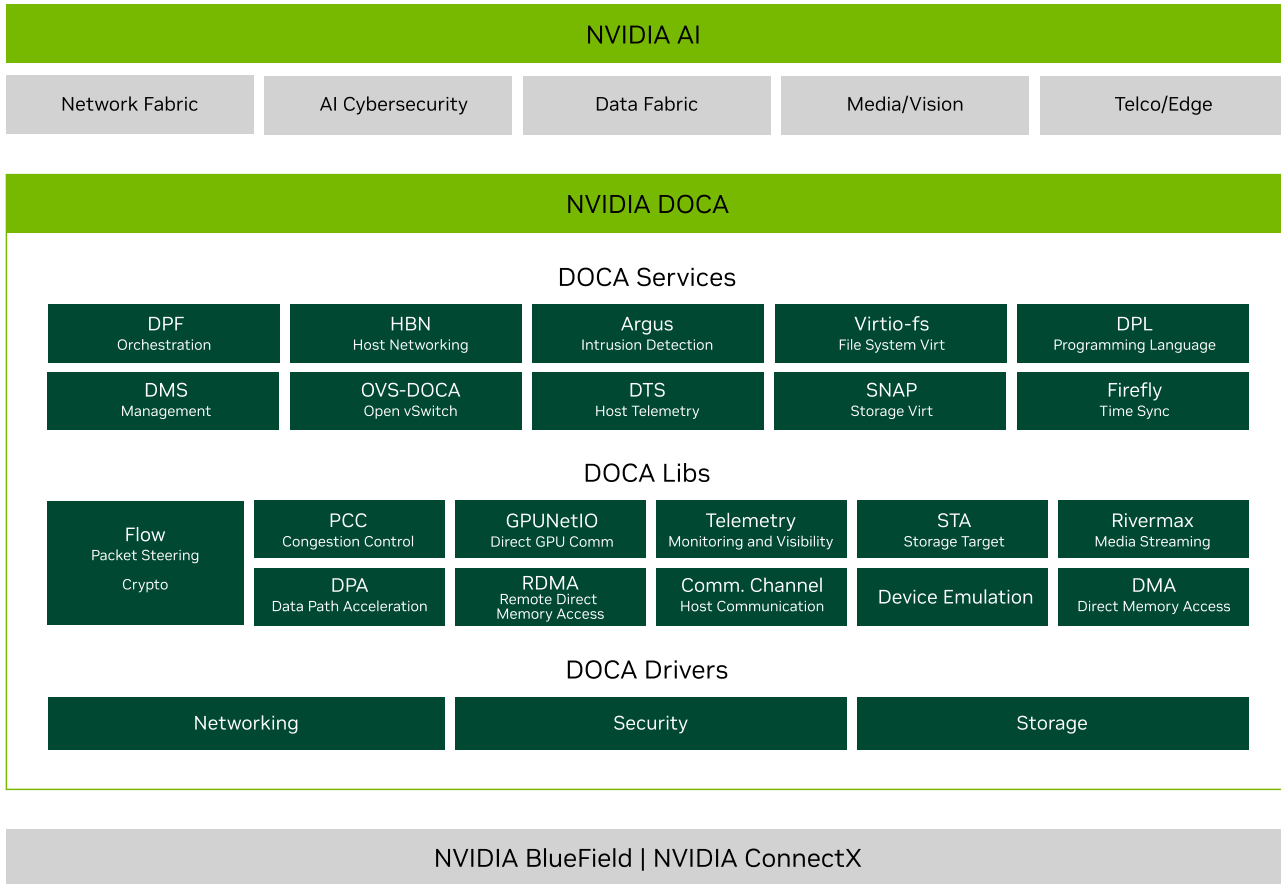 NVIDIA AI
Network Fabric
AI Cybersecurity
Data Fabric
Media/Vision
Telco/Edge
NVIDIA DOCA
DOCA Services
DPF
Orchestration
HBN
Host Networking
Argus
Intrusion Detection
Virtio-fs
File System Virt
DPL
Programming Language
DMS
Management
OVS-DOCA
Open vSwitch
DTS
Host Telemetry
SNAP
Storage Virt
Firefly
Time Sync
DOCA Libs
Flow
Packet Steering
Crypto
PCC
Congestion Control
GPUNetIO
Direct GPU Comm
Telemetry
Monitoring and Visibility
STA
Storage Target
Rivermax
Media Streaming
DPA
Data Path Acceleration
RDMA
Remote Direct
Memory Access
Comm. Channel
Host Communication
Device Emulation
DMA
Direct Memory Access
DOCA Drivers
Networking
Security
Storage
NVIDIA BlueField | NVIDIA ConnectX